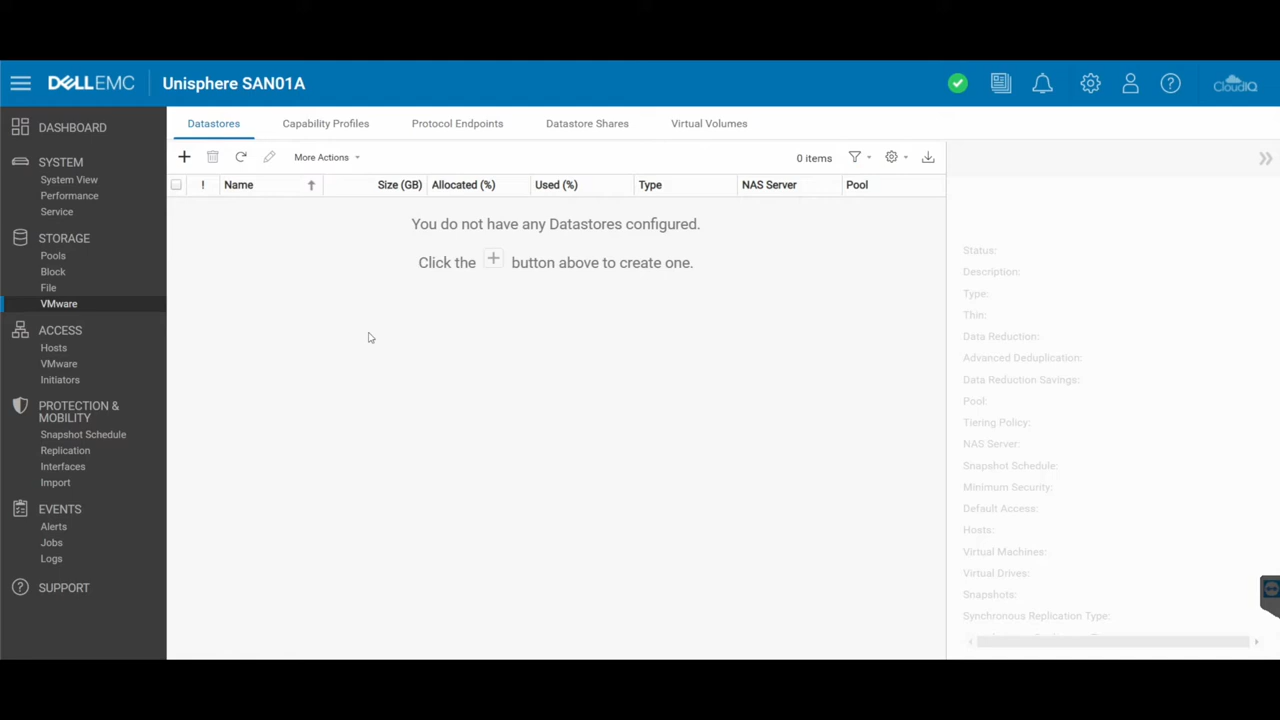 DELLEMC Unisphere SAN01A CloudIQ
DASHBOARD
SYSTEM
System View
Performance
Service
STORAGE
Pools
Block
File
VMware
ACCESS
Hosts
VMware
Initiators
PROTECTION &
MOBILITY
Snapshot Schedule
Replication
Interfaces
Import
EVENTS
Alerts
Jobs
Logs
SUPPORT
Datastores Capability Profiles Protocol Endpoints Datastore Shares Virtual Volumes
More Actions 0 items
! Name Size (GB) Allocated (%) Used (%) Type NAS Server Pool
You do not have any Datastores configured.
Click the + button above to create one.
Status:
Description:
Type:
Thin:
Data Reduction:
Advanced Deduplication:
Data Reduction Savings:
Pool:
Tiering Policy:
NAS Server:
Snapshot Schedule:
Minimum Security:
Default Access:
Hosts:
Virtual Machines:
Virtual Drives:
Snapshots:
Synchronous Replication Type: